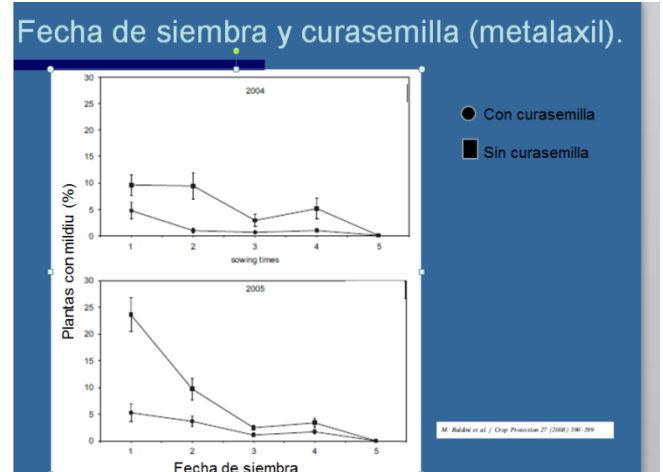 Fecha de siembra y curasemilla (metalaxil).
Plantas con mildiu (%)
2004
30
25
20
15
10
5
0
1 2 3 4 5
sowing times
2005
30
25
20
15
10
5
0
1 2 3 4 5
Fecha de siembra
Con curasemilla
Sin curasemilla
M. Baldini et al. / Crop Protection 27 (2008) 590–599